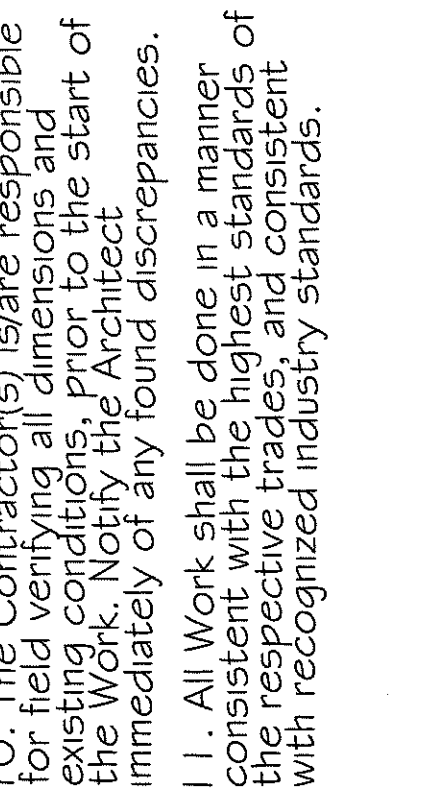 10. The Contractor(s) is/are responsible
for field verifying all dimensions and
existing conditions, prior to the start of
the Work. Notify the Architect
immediately of any found discrepancies.
11. All Work shall be done in a manner
consistent with the highest standards of
the respective trades, and consistent
with recognized industry standards.